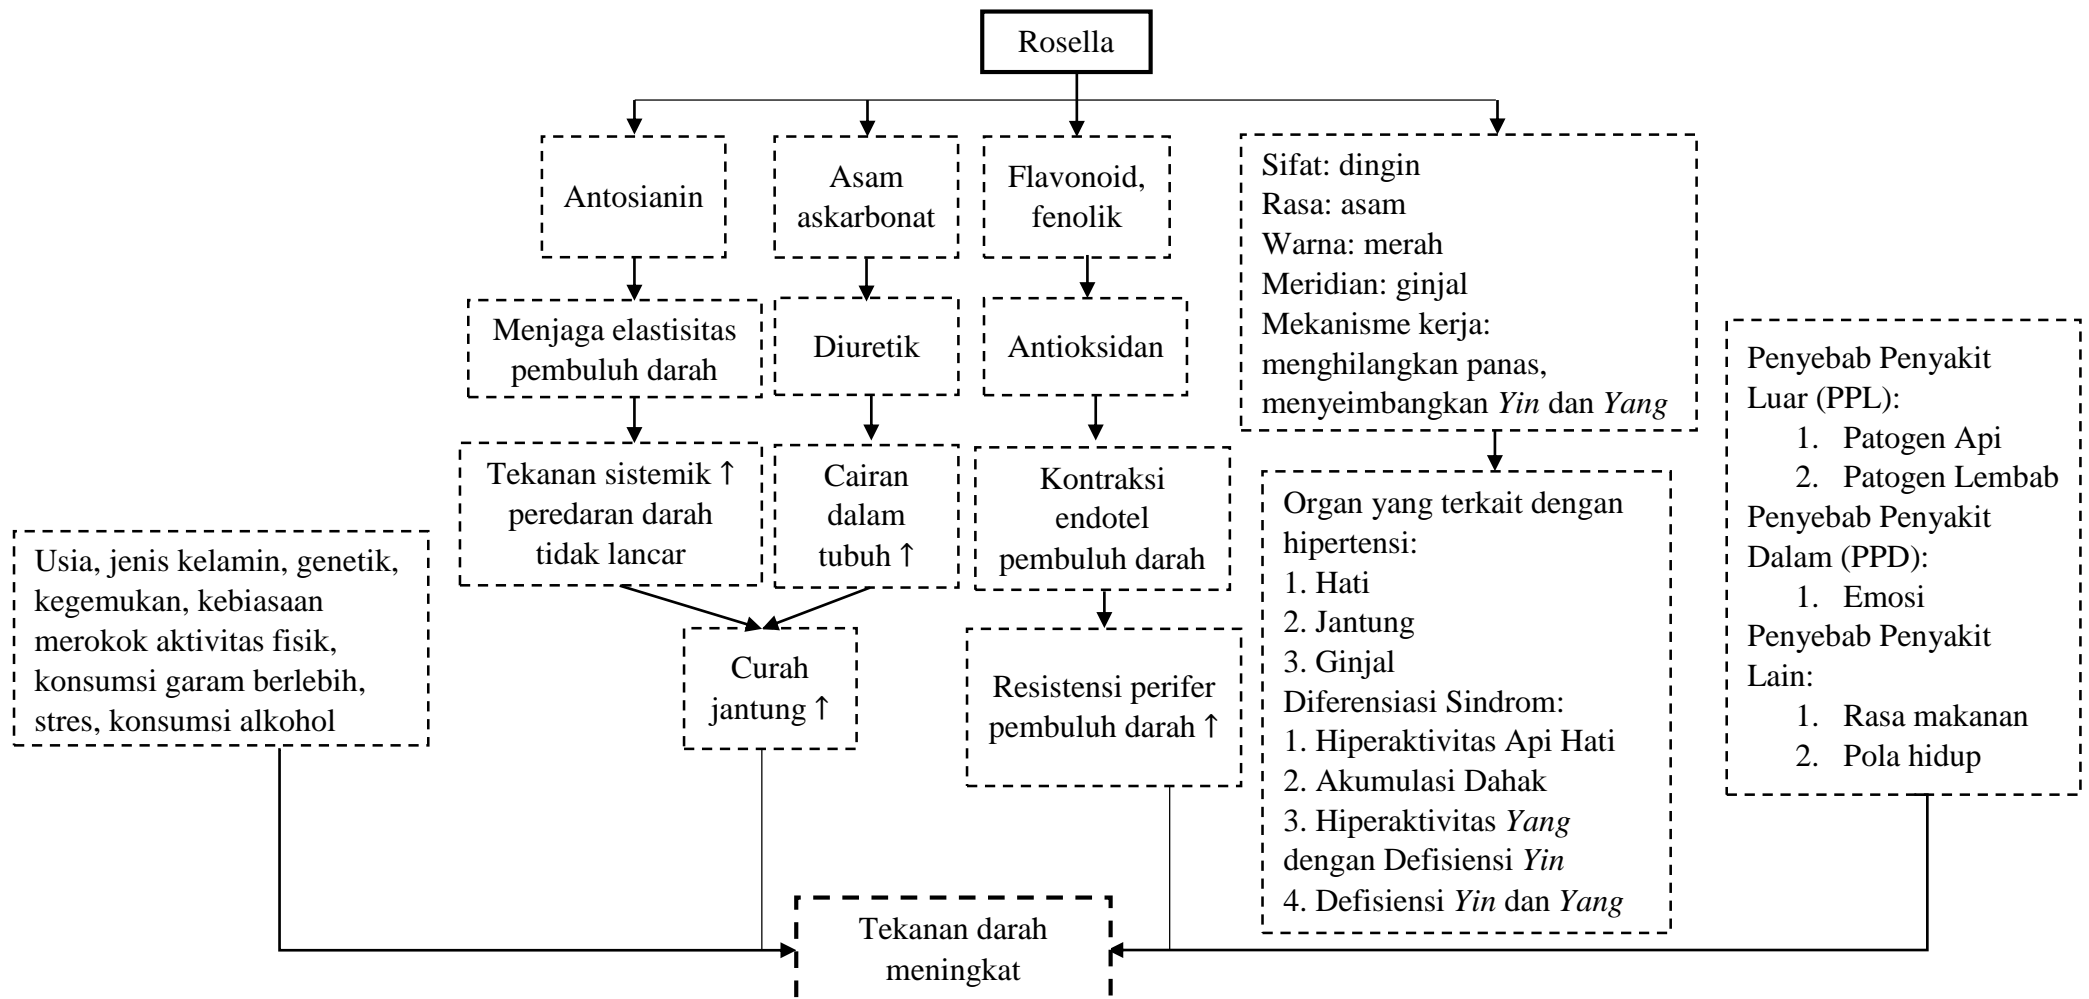 Rosella
Antosianin
Asam
askarbonat
Flavonoid,
fenolik
Sifat: dingin
Rasa: asam
Warna: merah
Meridian: ginjal
Mekanisme kerja:
menghilangkan panas,
menyeimbangkan Yin dan Yang
Menjaga elastisitas
pembuluh darah
Diuretik
Antioksidan
Penyebab Penyakit
Luar (PPL):
1. Patogen Api
2. Patogen Lembab
Penyebab Penyakit
Dalam (PPD):
1. Emosi
Penyebab Penyakit
Lain:
1. Rasa makanan
2. Pola hidup
Tekanan sistemik ↑
peredaran darah
tidak lancar
Cairan
dalam
tubuh ↑
Kontraksi
endotel
pembuluh darah
Organ yang terkait dengan
hipertensi:
1. Hati
2. Jantung
3. Ginjal
Diferensiasi Sindrom:
1. Hiperaktivitas Api Hati
2. Akumulasi Dahak
3. Hiperaktivitas Yang
dengan Defisiensi Yin
4. Defisiensi Yin dan Yang
Usia, jenis kelamin, genetik,
kegemukan, kebiasaan
merokok aktivitas fisik,
konsumsi garam berlebih,
stres, konsumsi alkohol
Curah
jantung ↑
Resistensi perifer
pembuluh darah ↑
Tekanan darah
meningkat